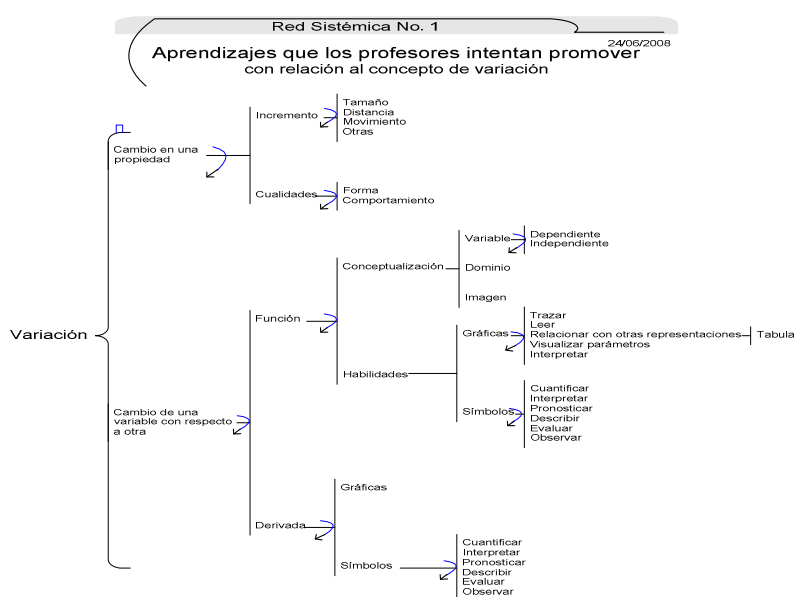 Red Sistémica No. 1
24/06/2008
Aprendizajes que los profesores intentan promover
con relación al concepto de variación
Variación
Cambio en una
propiedad
Incremento
Tamaño
Distancia
Movimiento
Otras
Cualidades
Forma
Comportamiento
Cambio de una
variable con respecto
a otra
Función
Conceptualización
Variable
Dependiente
Independiente
Dominio
Imagen
Habilidades
Gráficas
Trazar
Leer
Relacionar con otras representaciones
Tabula
Visualizar parámetros
Interpretar
Símbolos
Cuantificar
Interpretar
Pronosticar
Describir
Evaluar
Observar
Derivada
Gráficas
Símbolos
Cuantificar
Interpretar
Pronosticar
Describir
Evaluar
Observar